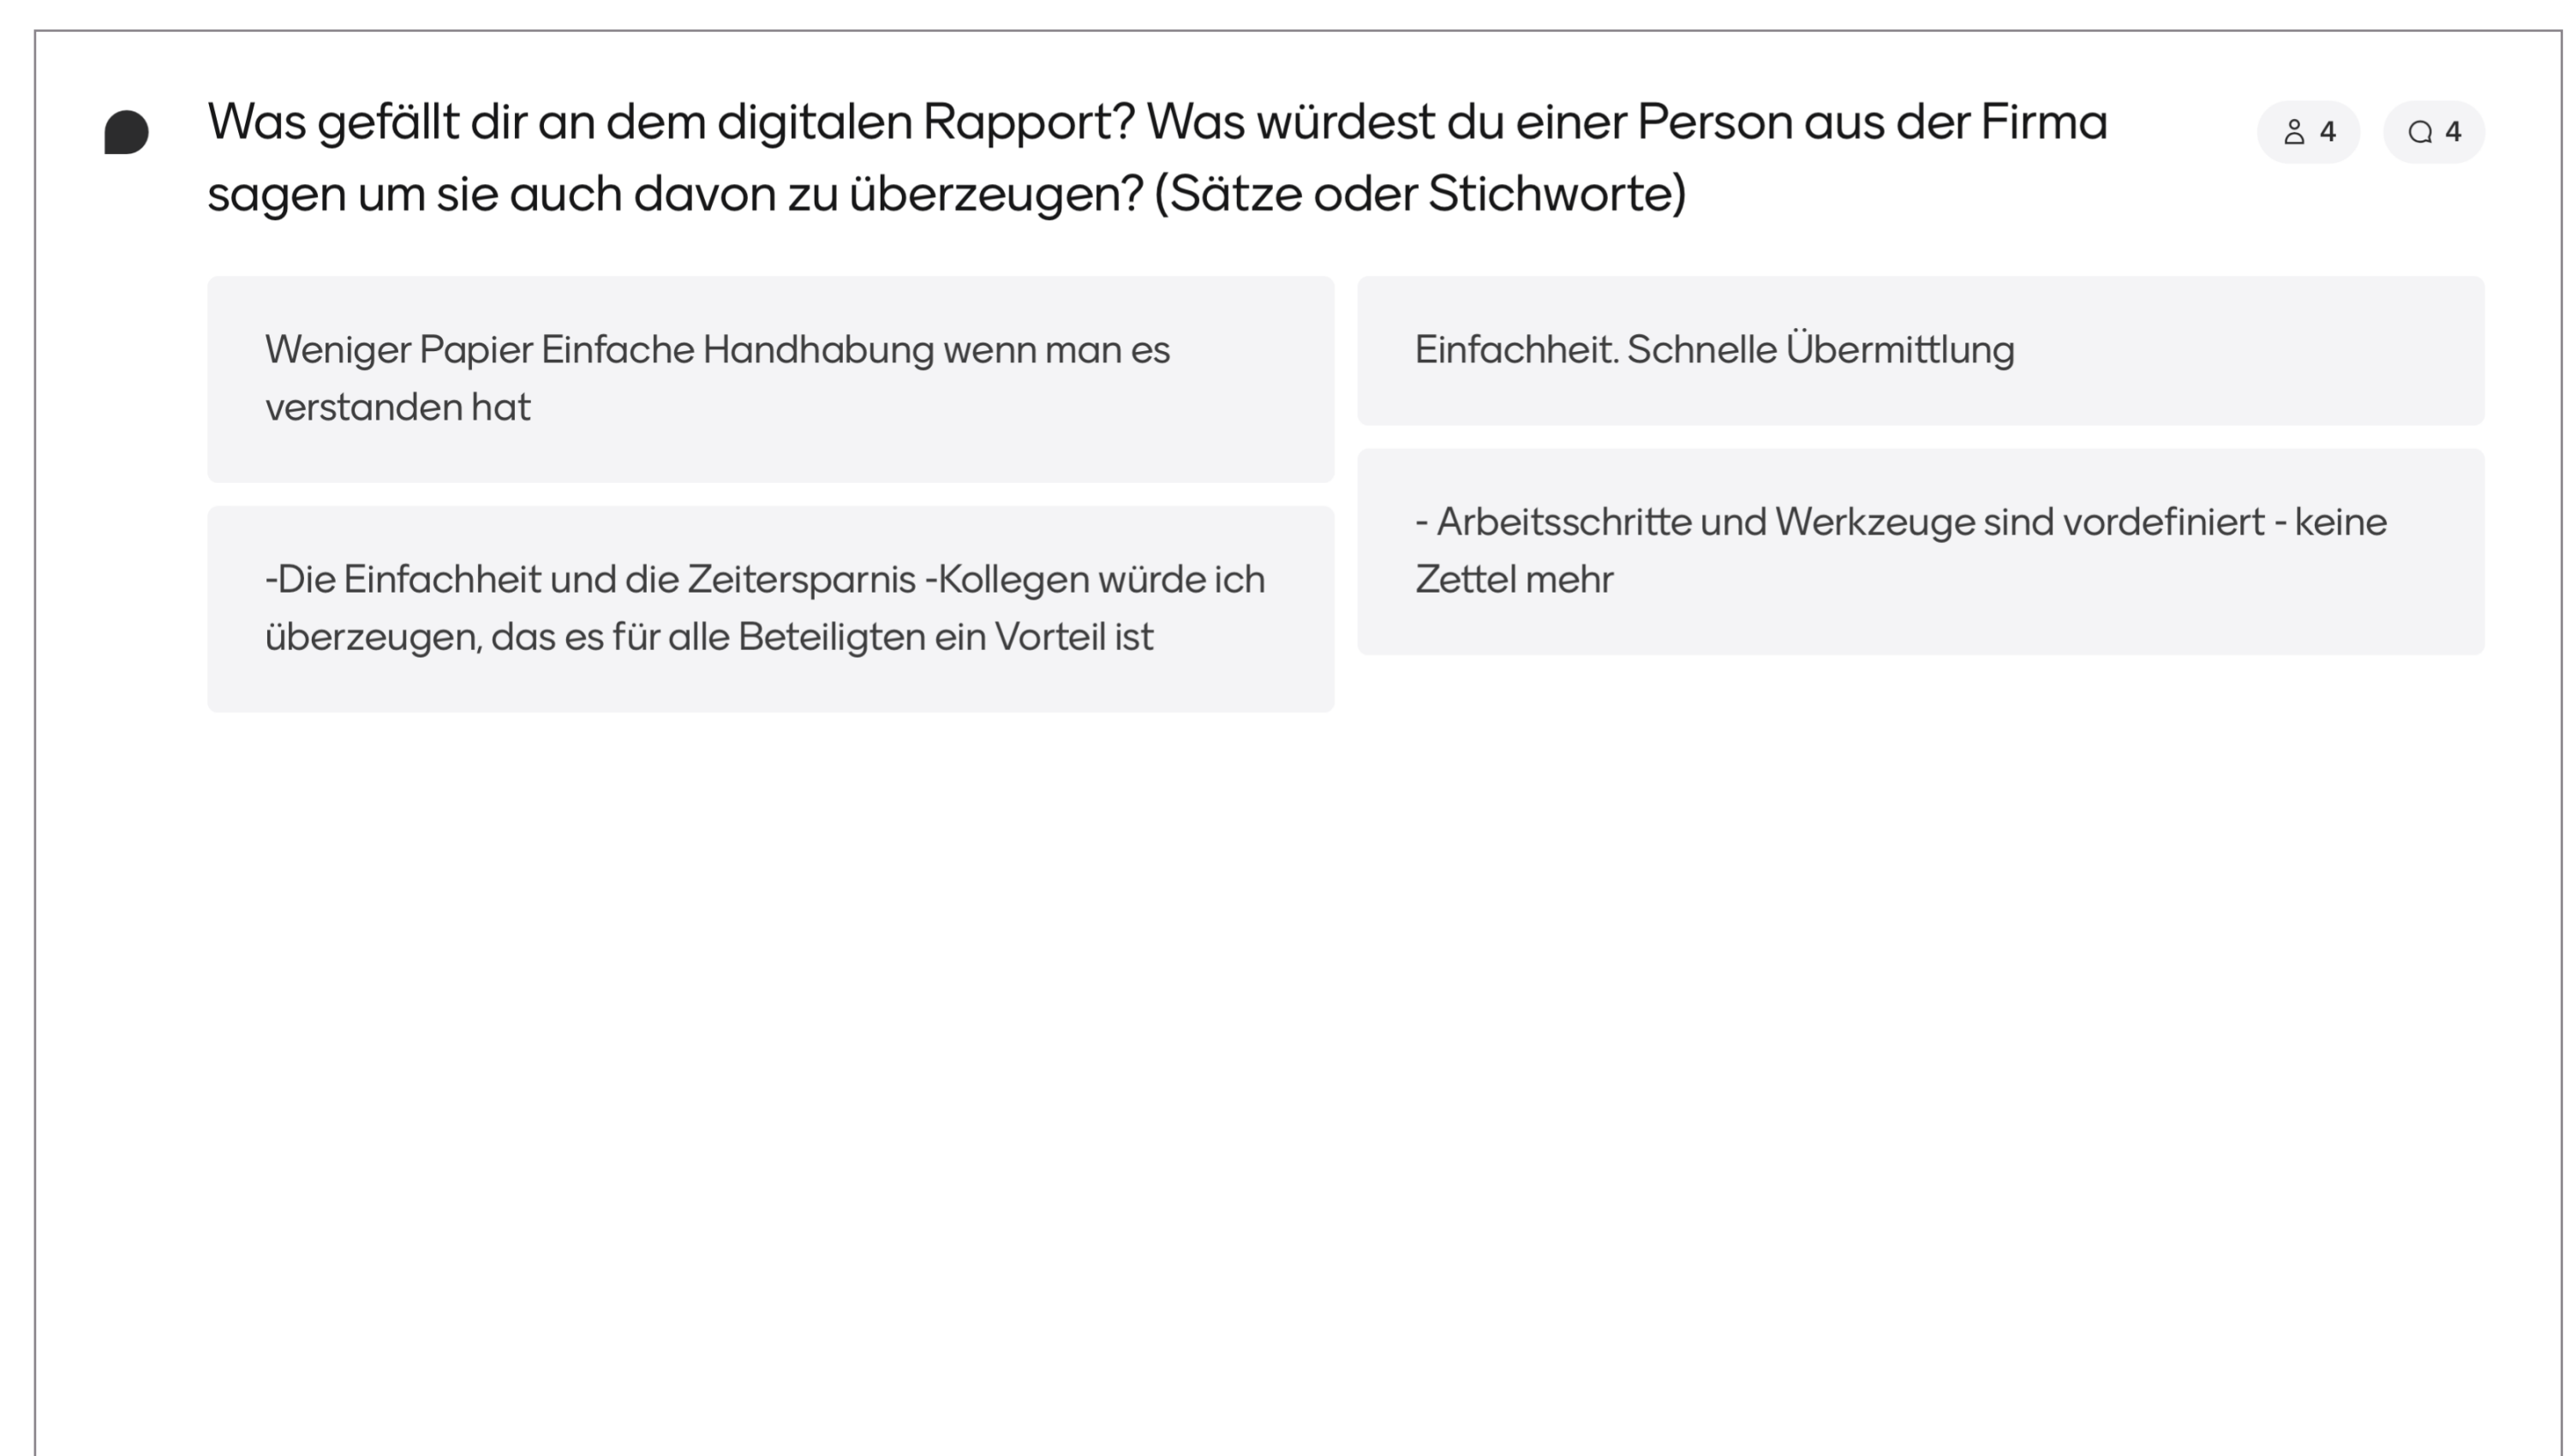 Was gefällt dir an dem digitalen Rapport? Was würdest du einer Person aus der Firma
sagen um sie auch davon zu überzeugen? (Sätze oder Stichworte)
4
4
Weniger Papier Einfache Handhabung wenn man es
verstanden hat
-Die Einfachheit und die Zeitersparnis -Kollegen würde ich
überzeugen, das es für alle Beteiligten ein Vorteil ist
Einfachheit. Schnelle Übermittlung
- Arbeitsschritte und Werkzeuge sind vordefiniert - keine
Zettel mehr